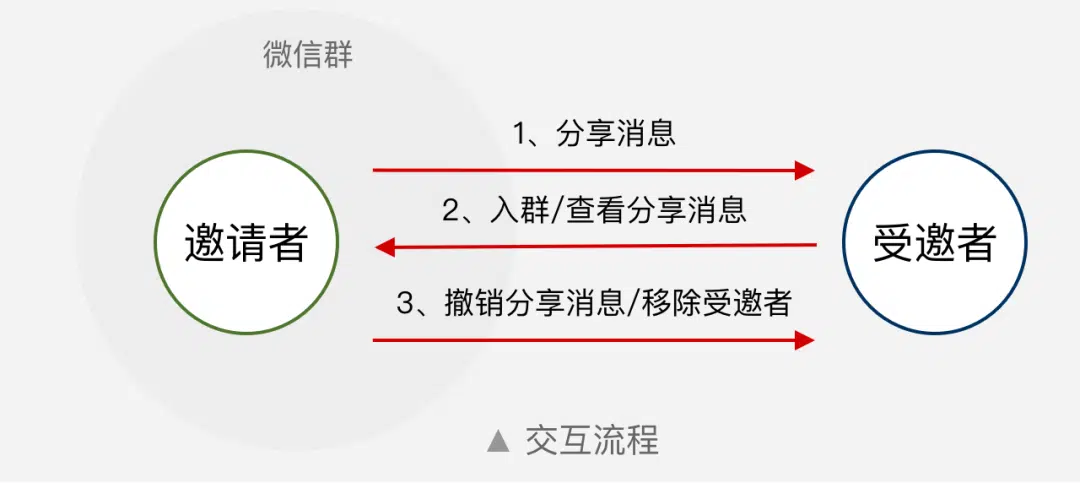 微信群
1、分享消息
2、入群/查看分享消息
邀请者
受邀者
3、撤销分享消息/移除受邀者
▲ 交互流程